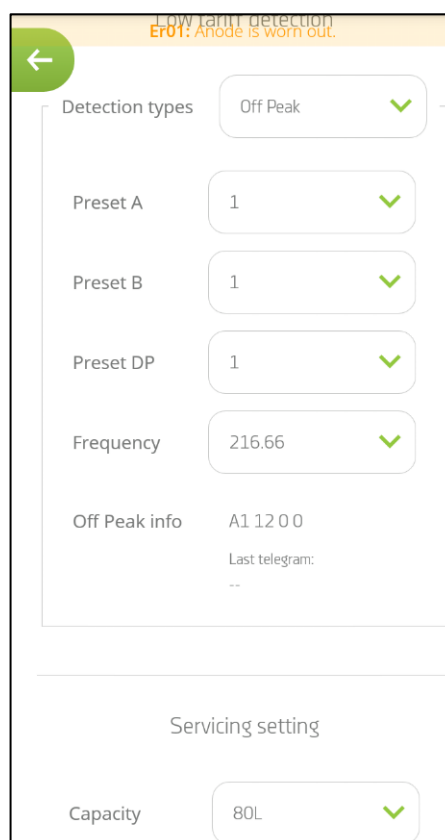 Low tariff detection
Er01: Anode is worn out.
Detection types Off Peak
Preset A 1
Preset B 1
Preset DP 1
Frequency 216.66
Off Peak info A1 12 0 0
Last telegram:
--
Servicing setting
Capacity 80L